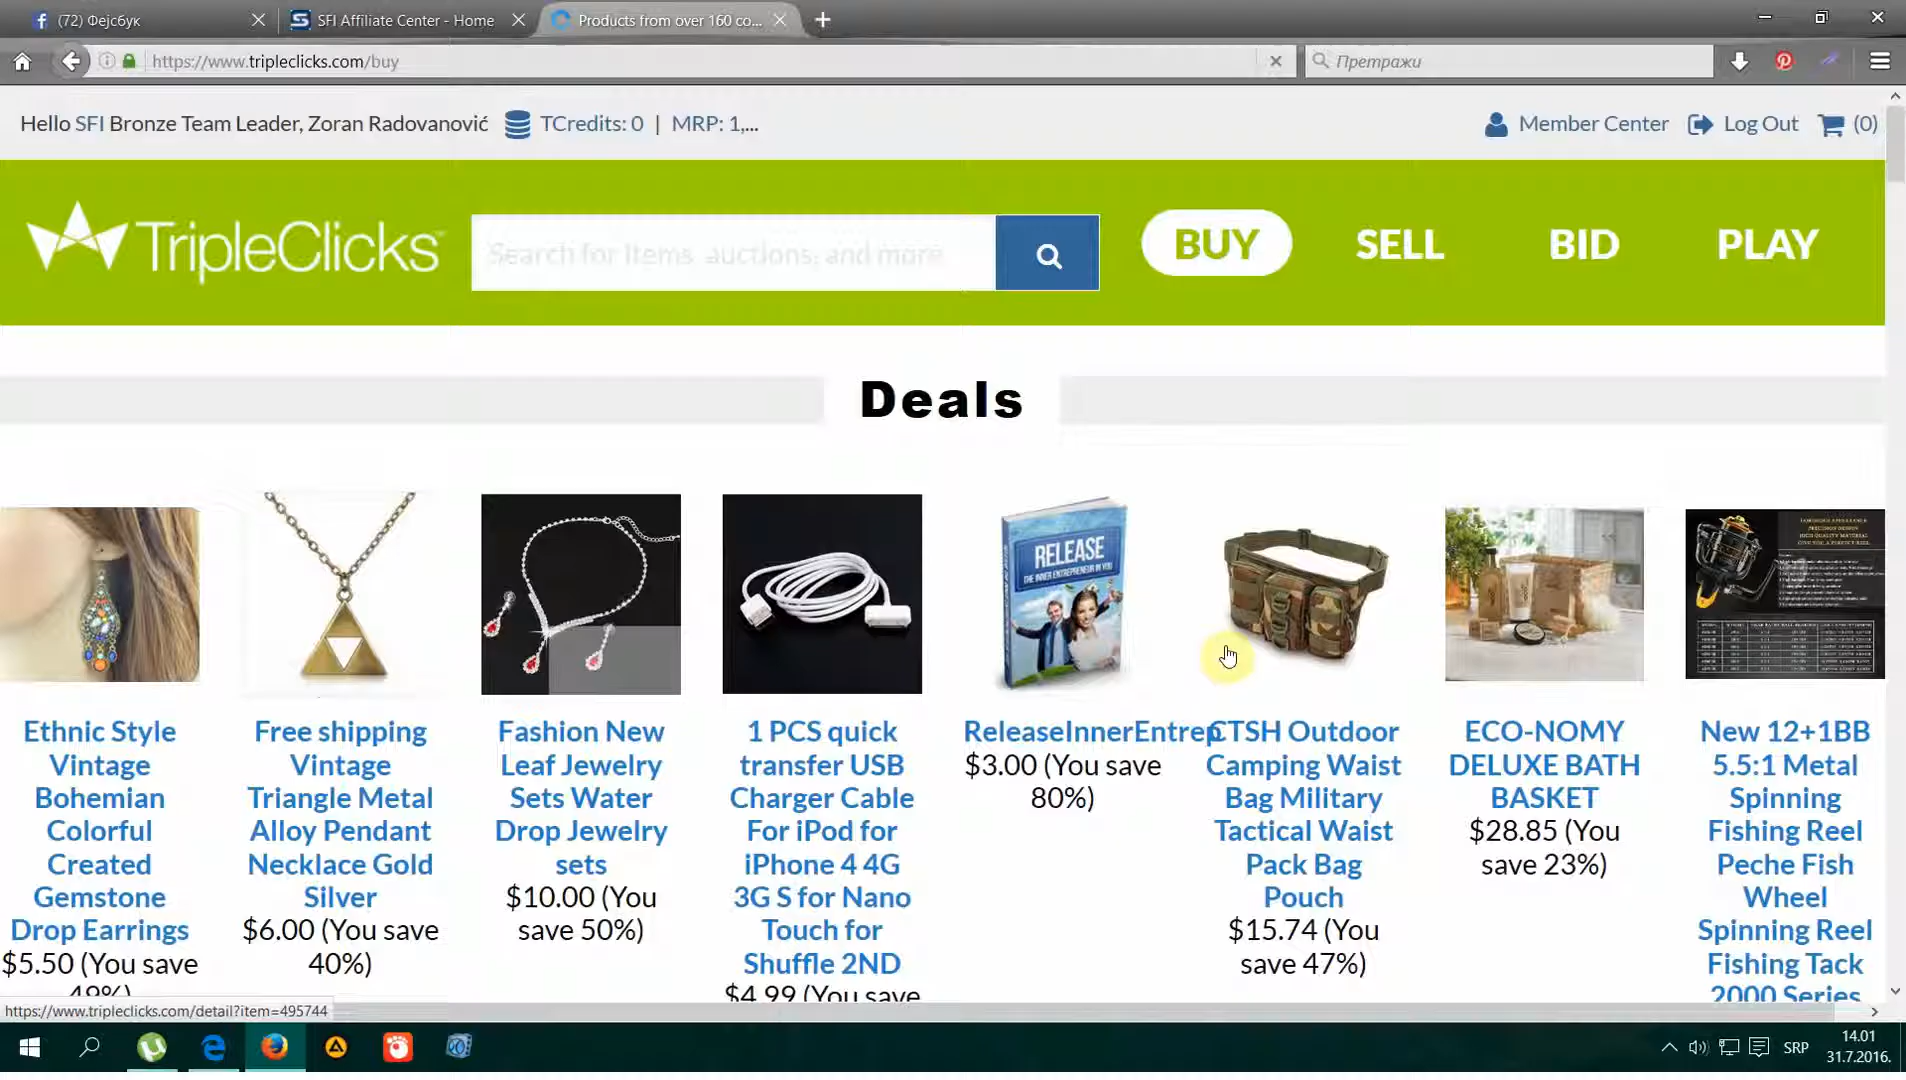 (72) Фејсбук
SFI Affiliate Center - Home
Products from over 160 co...
https://www.tripleclicks.com/buy
Претражи
Hello SFI Bronze Team Leader, Zoran Radovanović
TCredits: 0 | MRP: 1,...
Member Center
Log Out
(0)
TripleClicks
Search for items, auctions, and more
BUY
SELL
BID
PLAY
Deals
RELEASE
THE INNER ENTREPRENEUR IN YOU
Ethnic Style
Vintage
Bohemian
Colorful
Created
Gemstone
Drop Earrings
$5.50 (You save
49%)
Free shipping
Vintage
Triangle Metal
Alloy Pendant
Necklace Gold
Silver
$6.00 (You save
40%)
Fashion New
Leaf Jewelry
Sets Water
Drop Jewelry
sets
$10.00 (You
save 50%)
1 PCS quick
transfer USB
Charger Cable
For iPod for
iPhone 4 4G
3G S for Nano
Touch for
Shuffle 2ND
$4.99 (You save
ReleaseInnerEntrep
$3.00 (You save
80%)
CTSH Outdoor
Camping Waist
Bag Military
Tactical Waist
Pack Bag
Pouch
$15.74 (You
save 47%)
ECO-NOMY
DELUXE BATH
BASKET
$28.85 (You
save 23%)
New 12+1BB
5.5:1 Metal
Spinning
Fishing Reel
Peche Fish
Wheel
Spinning Reel
Fishing Tack
2000 Series
https://www.tripleclicks.com/detail?item=495744
SRP
14.01
31.7.2016.